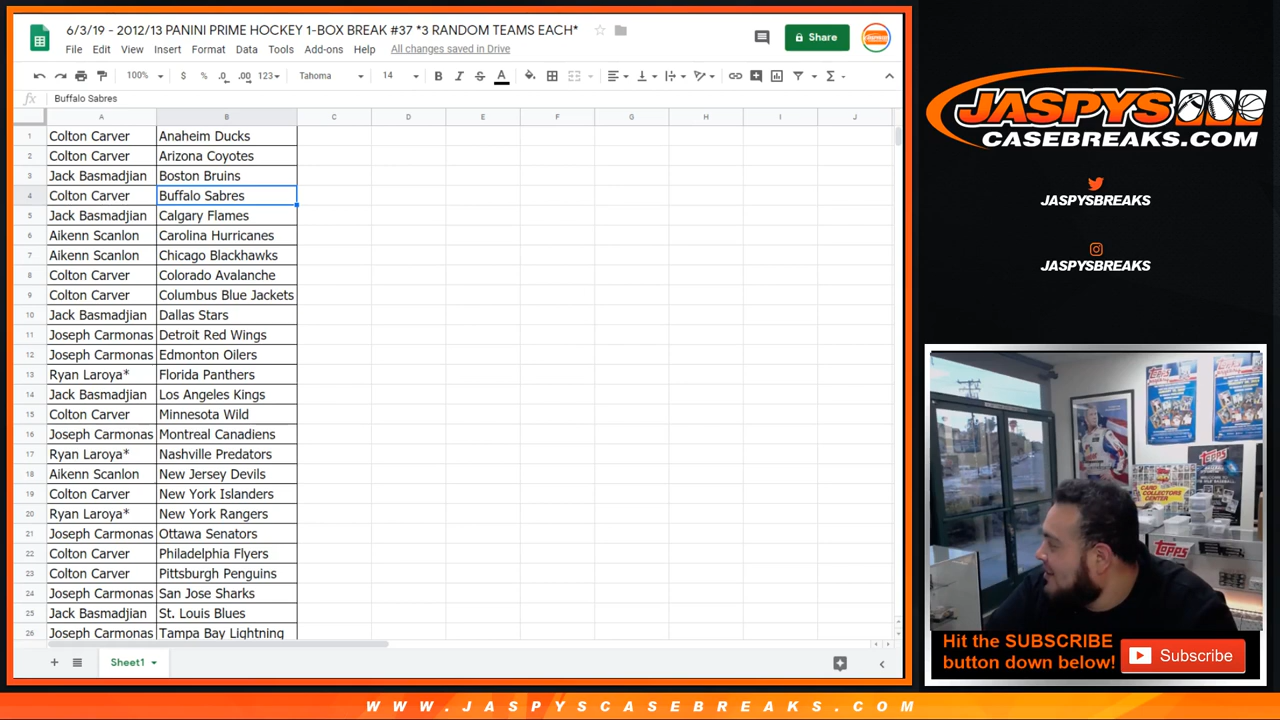 6/3/19 - 2012/13 PANINI PRIME HOCKEY 1-BOX BREAK #37 *3 RANDOM TEAMS EACH*
File Edit View Insert Format Data Tools Add-ons Help All changes saved in Drive
Share
100% $ % .0 .00 123 Tahoma 14 B I S A
fx Buffalo Sabres
A B C D E F G H I J
1 Colton Carver Anaheim Ducks
2 Colton Carver Arizona Coyotes
3 Jack Basmadjian Boston Bruins
4 Colton Carver Buffalo Sabres
5 Jack Basmadjian Calgary Flames
6 Aikenn Scanlon Carolina Hurricanes
7 Aikenn Scanlon Chicago Blackhawks
8 Colton Carver Colorado Avalanche
9 Colton Carver Columbus Blue Jackets
10 Jack Basmadjian Dallas Stars
11 Joseph Carmonas Detroit Red Wings
12 Joseph Carmonas Edmonton Oilers
13 Ryan Laroya* Florida Panthers
14 Jack Basmadjian Los Angeles Kings
15 Colton Carver Minnesota Wild
16 Joseph Carmonas Montreal Canadiens
17 Ryan Laroya* Nashville Predators
18 Aikenn Scanlon New Jersey Devils
19 Colton Carver New York Islanders
20 Ryan Laroya* New York Rangers
21 Joseph Carmonas Ottawa Senators
22 Colton Carver Philadelphia Flyers
23 Colton Carver Pittsburgh Penguins
24 Joseph Carmonas San Jose Sharks
25 Jack Basmadjian St. Louis Blues
26 Joseph Carmonas Tampa Bay Lightning
Sheet1
JASPYS
CASEBREAKS.COM
JASPYSBREAKS
JASPYSBREAKS
Topps
Topps
TOPPS
CARD COLLECTORS CENTER
Topps
Hit the SUBSCRIBE
button down below!
Subscribe
WWW.JASPYSCASEBREAKS.COM